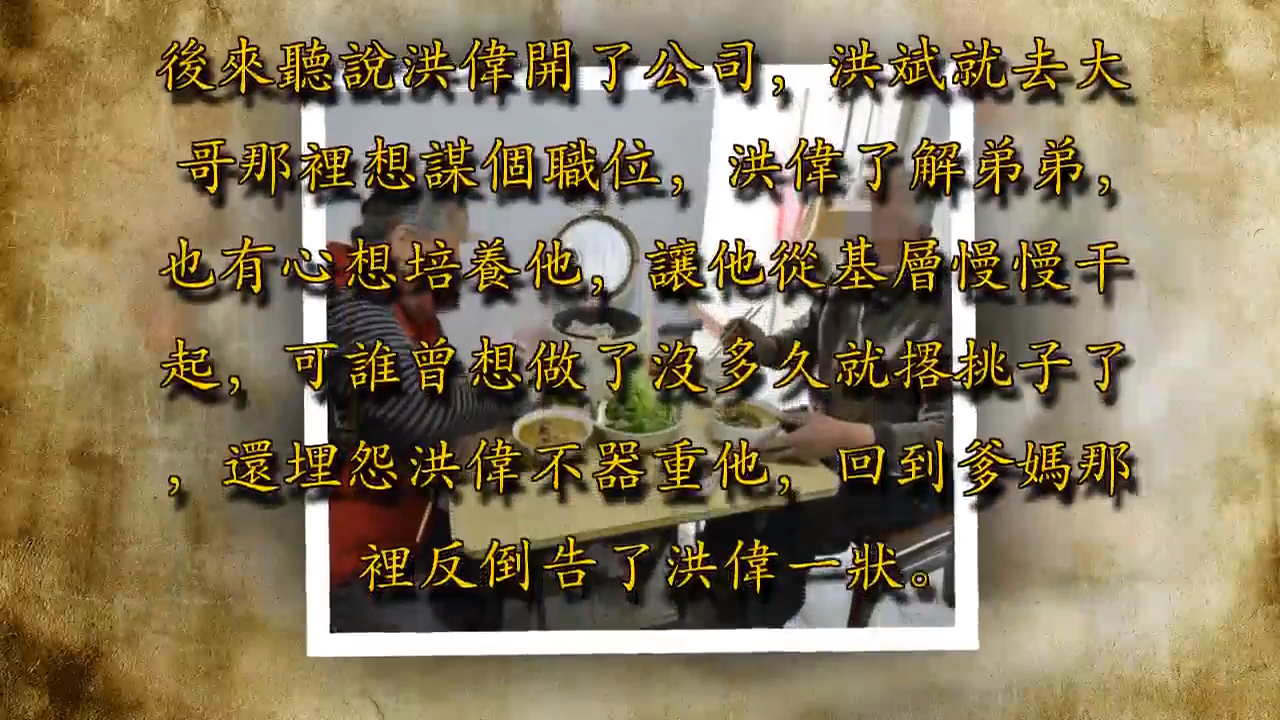 後來聽說洪偉開了公司，洪斌就去大
哥那裡想謀個職位，洪偉了解弟弟，
也有心想培養他，讓他從基層慢慢干
起，可誰曾想做了沒多久就撂挑子了
，還埋怨洪偉不器重他，回到爹媽那
裡反倒告了洪偉一狀。